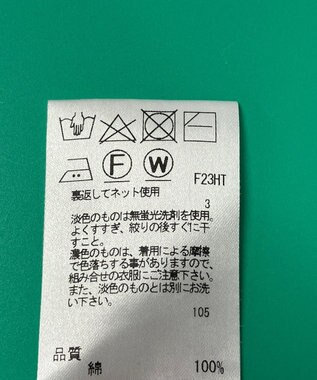 F W F23HT
裏返してネット使用
3
淡色のものは無蛍光洗剤を使用。
よくすすぎ、絞りの後すぐに干
すこと。
濃色のものは、着用による摩擦
で色落ちする事がありますので、
組み合せの衣服にご注意下さい。
また、淡色のものとは別にお洗
い下さい。
105
品質
綿 100%